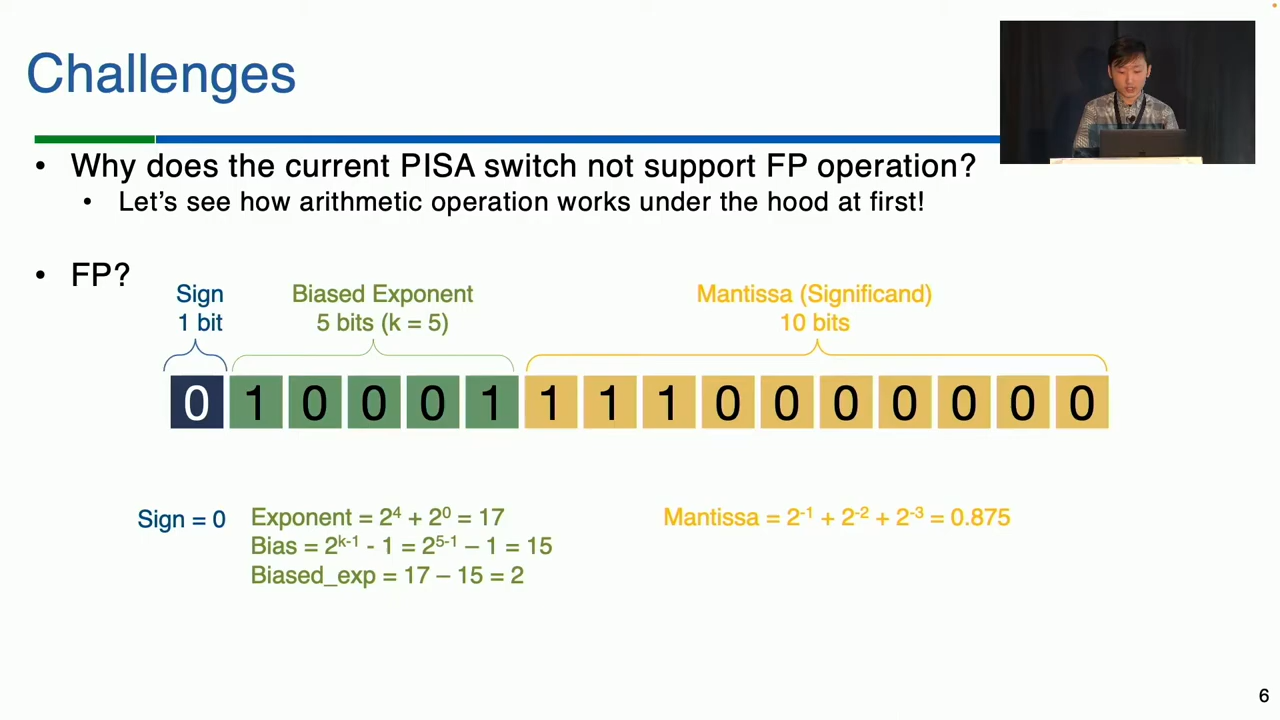 Challenges
• Why does the current PISA switch not support FP operation?
• Let's see how arithmetic operation works under the hood at first!
• FP?
Sign
1 bit
Biased Exponent
5 bits (k = 5)
Mantissa (Significand)
10 bits
0 1 0 0 0 1 1 1 1 0 0 0 0 0 0 0
Sign = 0
Exponent = 2⁴ + 2⁰ = 17
Bias = 2ᵏ⁻¹ - 1 = 2⁵⁻¹ – 1 = 15
Biased_exp = 17 – 15 = 2
Mantissa = 2⁻¹ + 2⁻² + 2⁻³ = 0.875
6